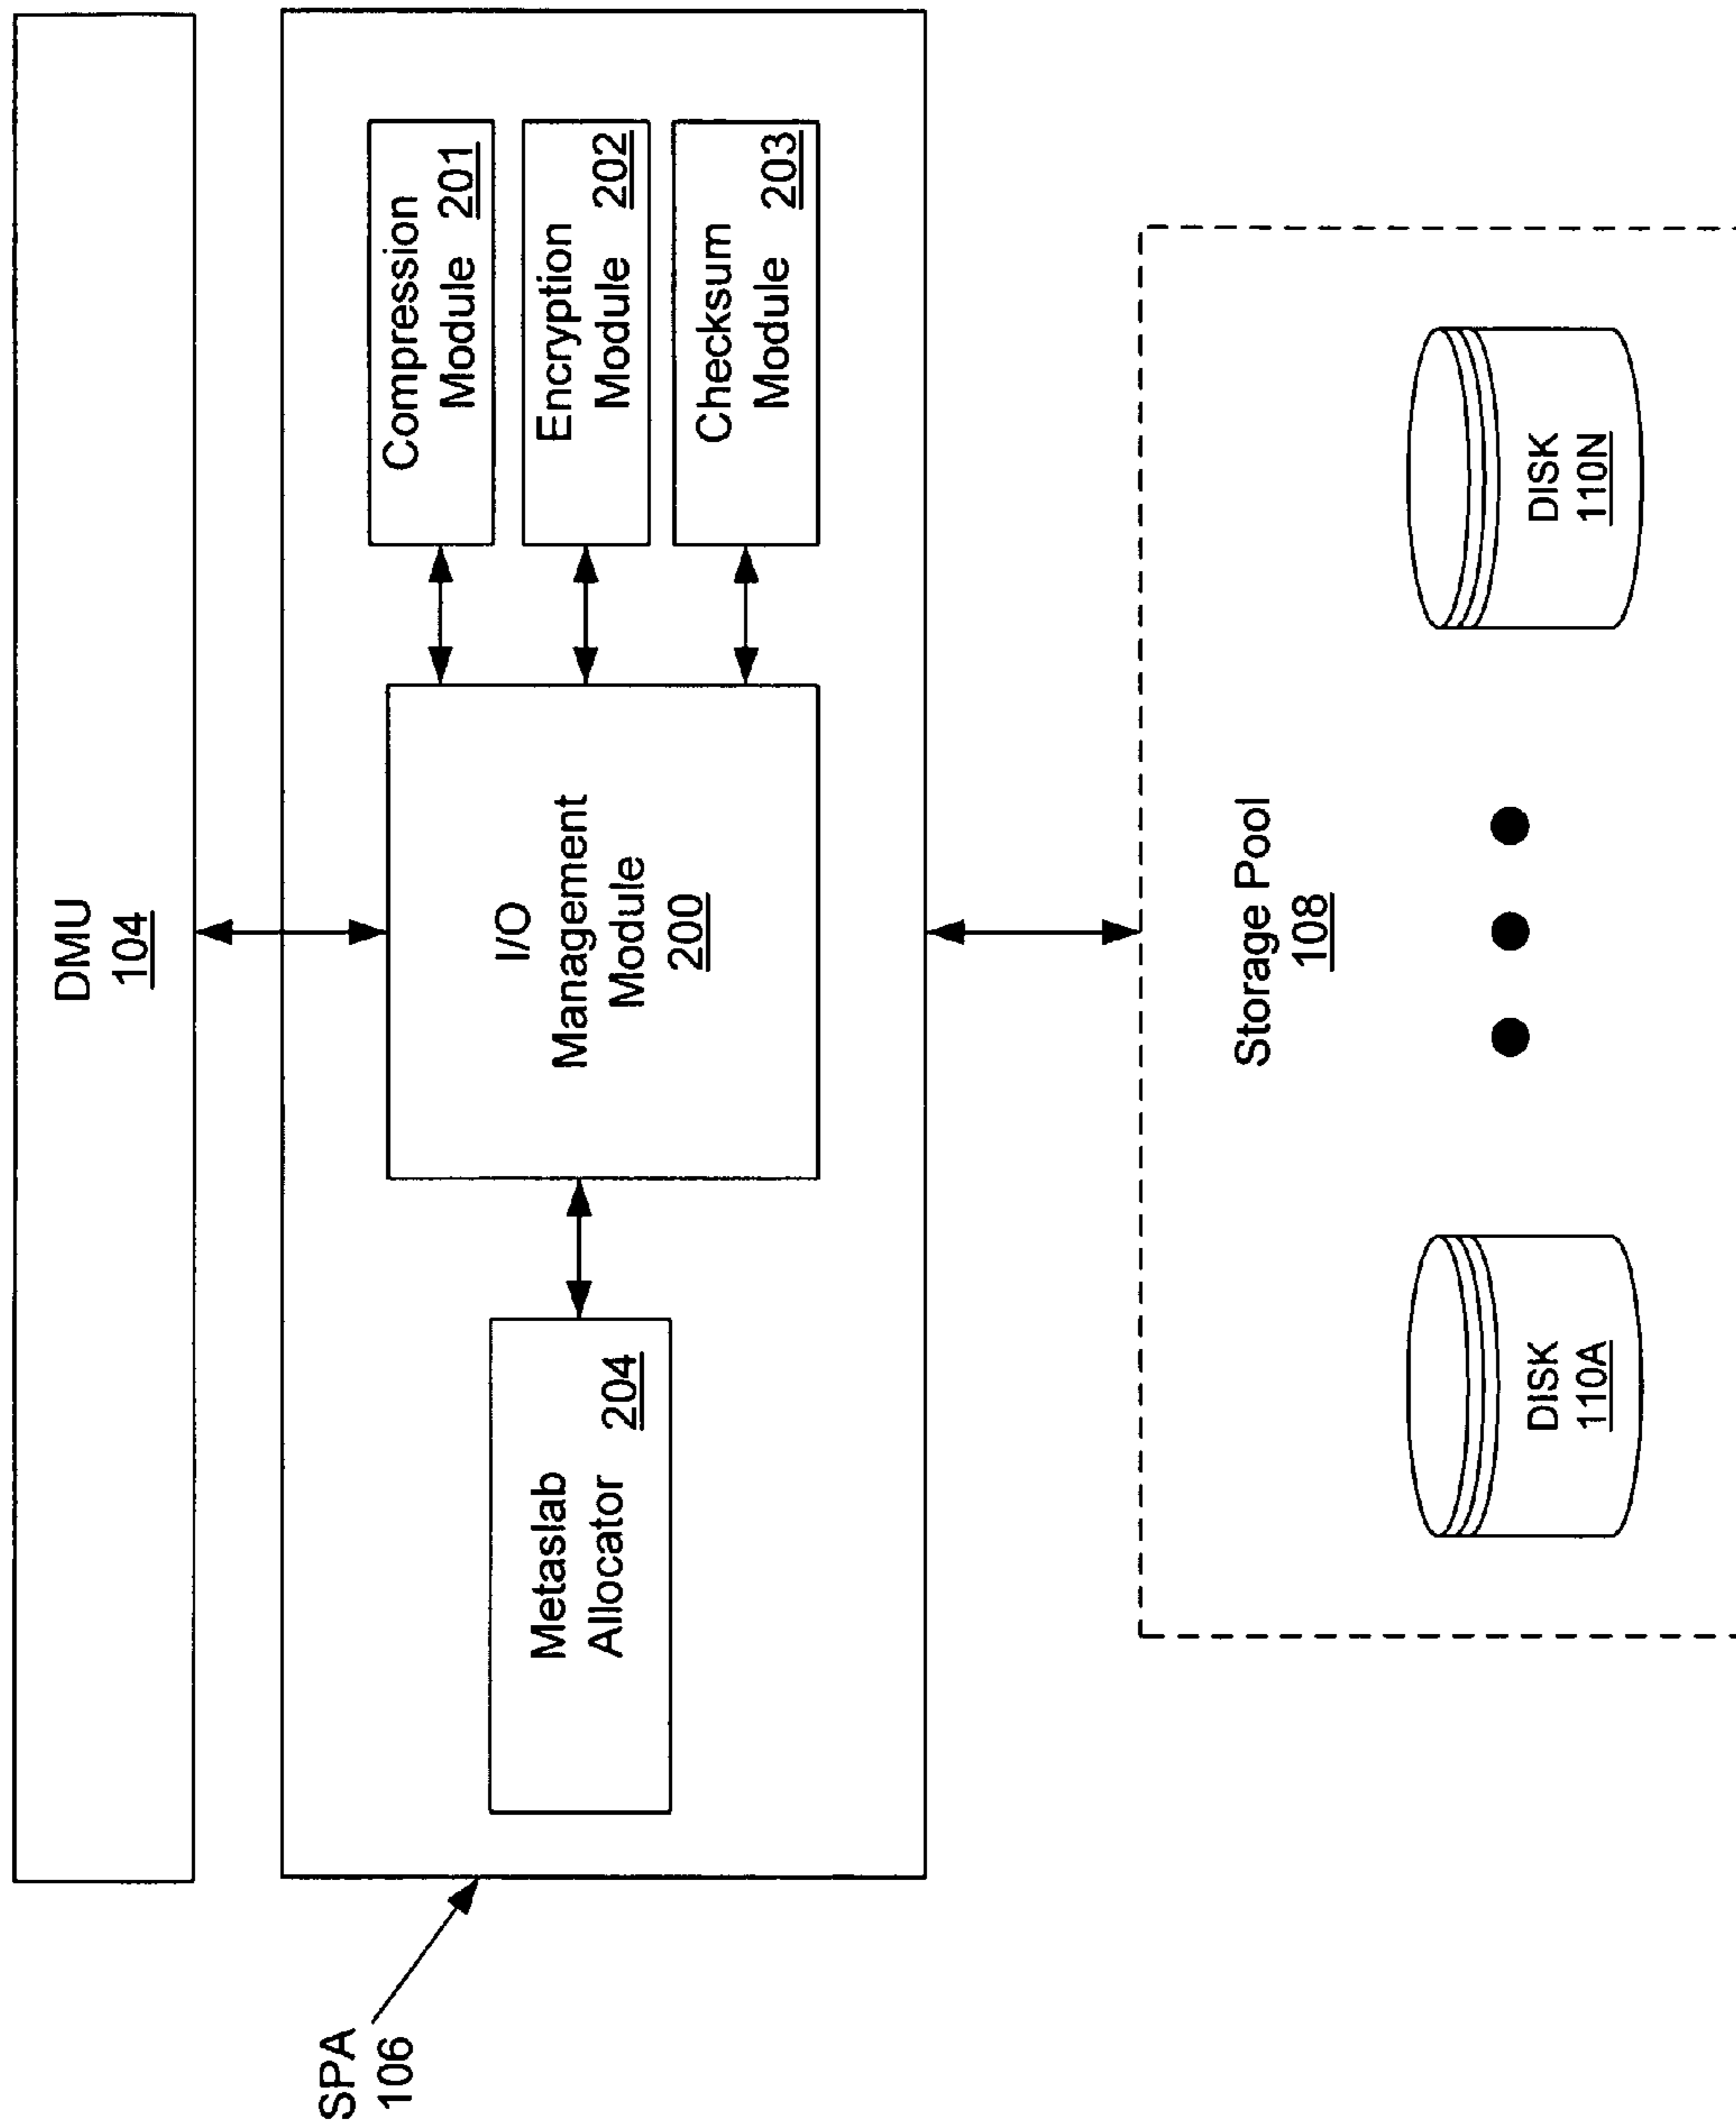 DMU
104
SPA
106
Metaslab
Allocator 204
I/O
Management
Module
200
Compression
Module 201
Encryption
Module 202
Checksum
Module 203
Storage Pool
108
DISK
110A
DISK
110N